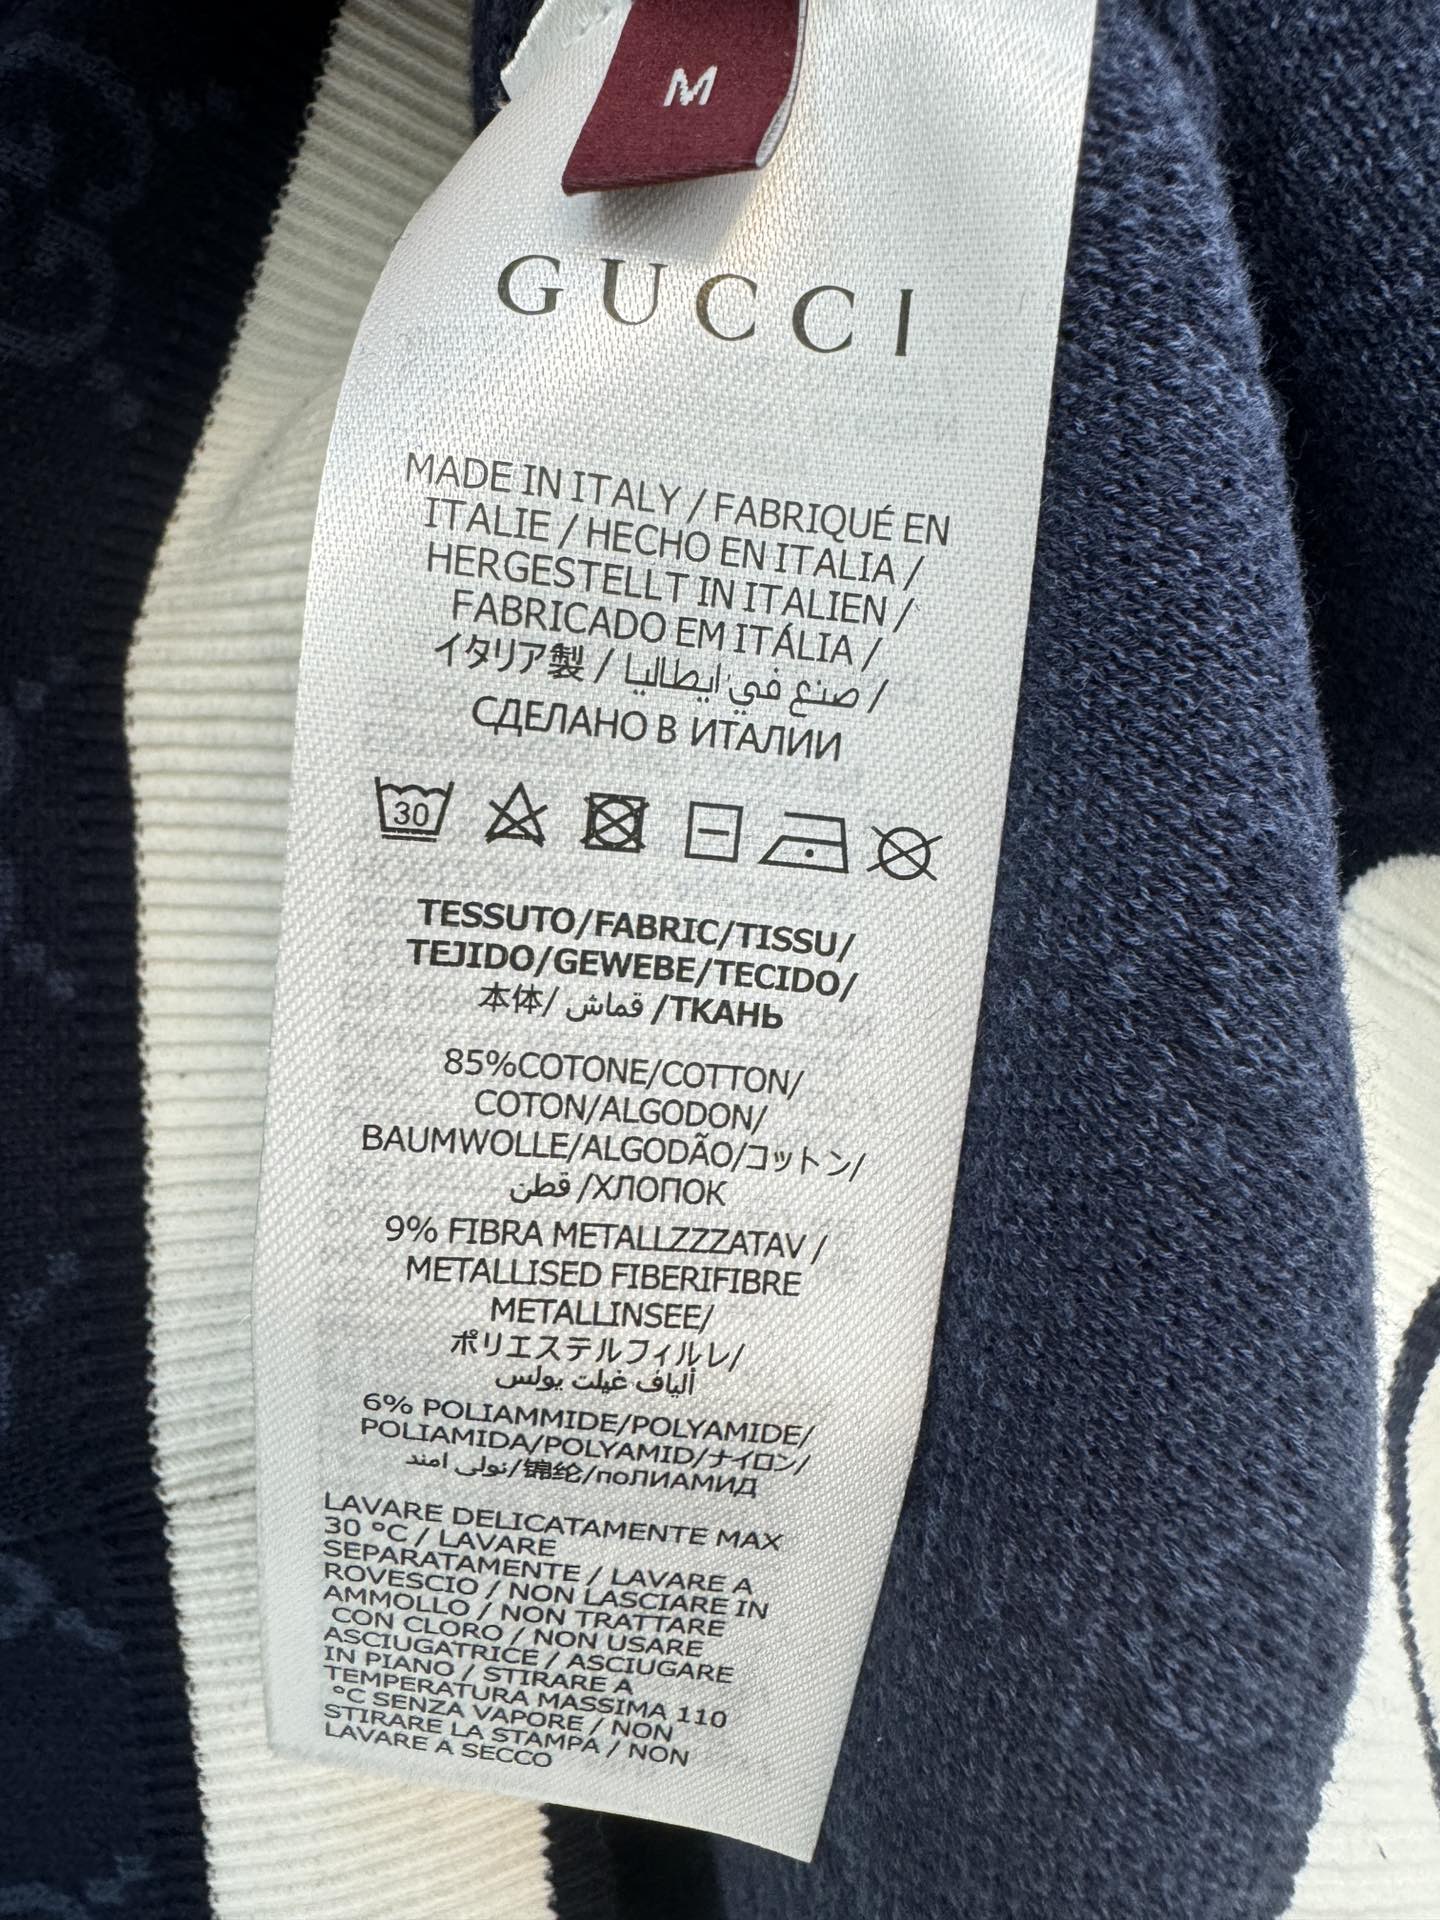 M
GUCCI
MADE IN ITALY / FABRIQUÉ EN
ITALIE / HECHO EN ITALIA /
HERGESTELLT IN ITALIEN /
FABRICADO EM ITÁLIA /
イタリア製 / صنع في ايطاليا /
СДЕЛАНО В ИТАЛИИ
30
TESSUTO/FABRIC/TISSU/
TEJIDO/GEWEBE/TECIDO/
本体/ قماش /ТКАНЬ
85%COTONE/COTTON/
COTON/ALGODON/
BAUMWOLLE/ALGODÃO/コットン/
قطن /ХЛОПОК
9% FIBRA METALLZZZATAV /
METALLISED FIBERIFIBRE
METALLINSEE/
ポリエステルフィルレ/
ألياف غيلت يولس
6% POLIAMMIDE/POLYAMIDE/
POLIAMIDA/POLYAMID/ナイロン/
نولى امند/锦纶/поЛИАМИД
LAVARE DELICATAMENTE MAX
30 °C / LAVARE
SEPARATAMENTE / LAVARE A
ROVESCIO / NON LASCIARE IN
AMMOLLO / NON TRATTARE
CON CLORO / NON USARE
ASCIUGATRICE / ASCIUGARE
IN PIANO / STIRARE A
TEMPERATURA MASSIMA 110
°C SENZA VAPORE / NON
STIRARE LA STAMPA / NON
LAVARE A SECCO